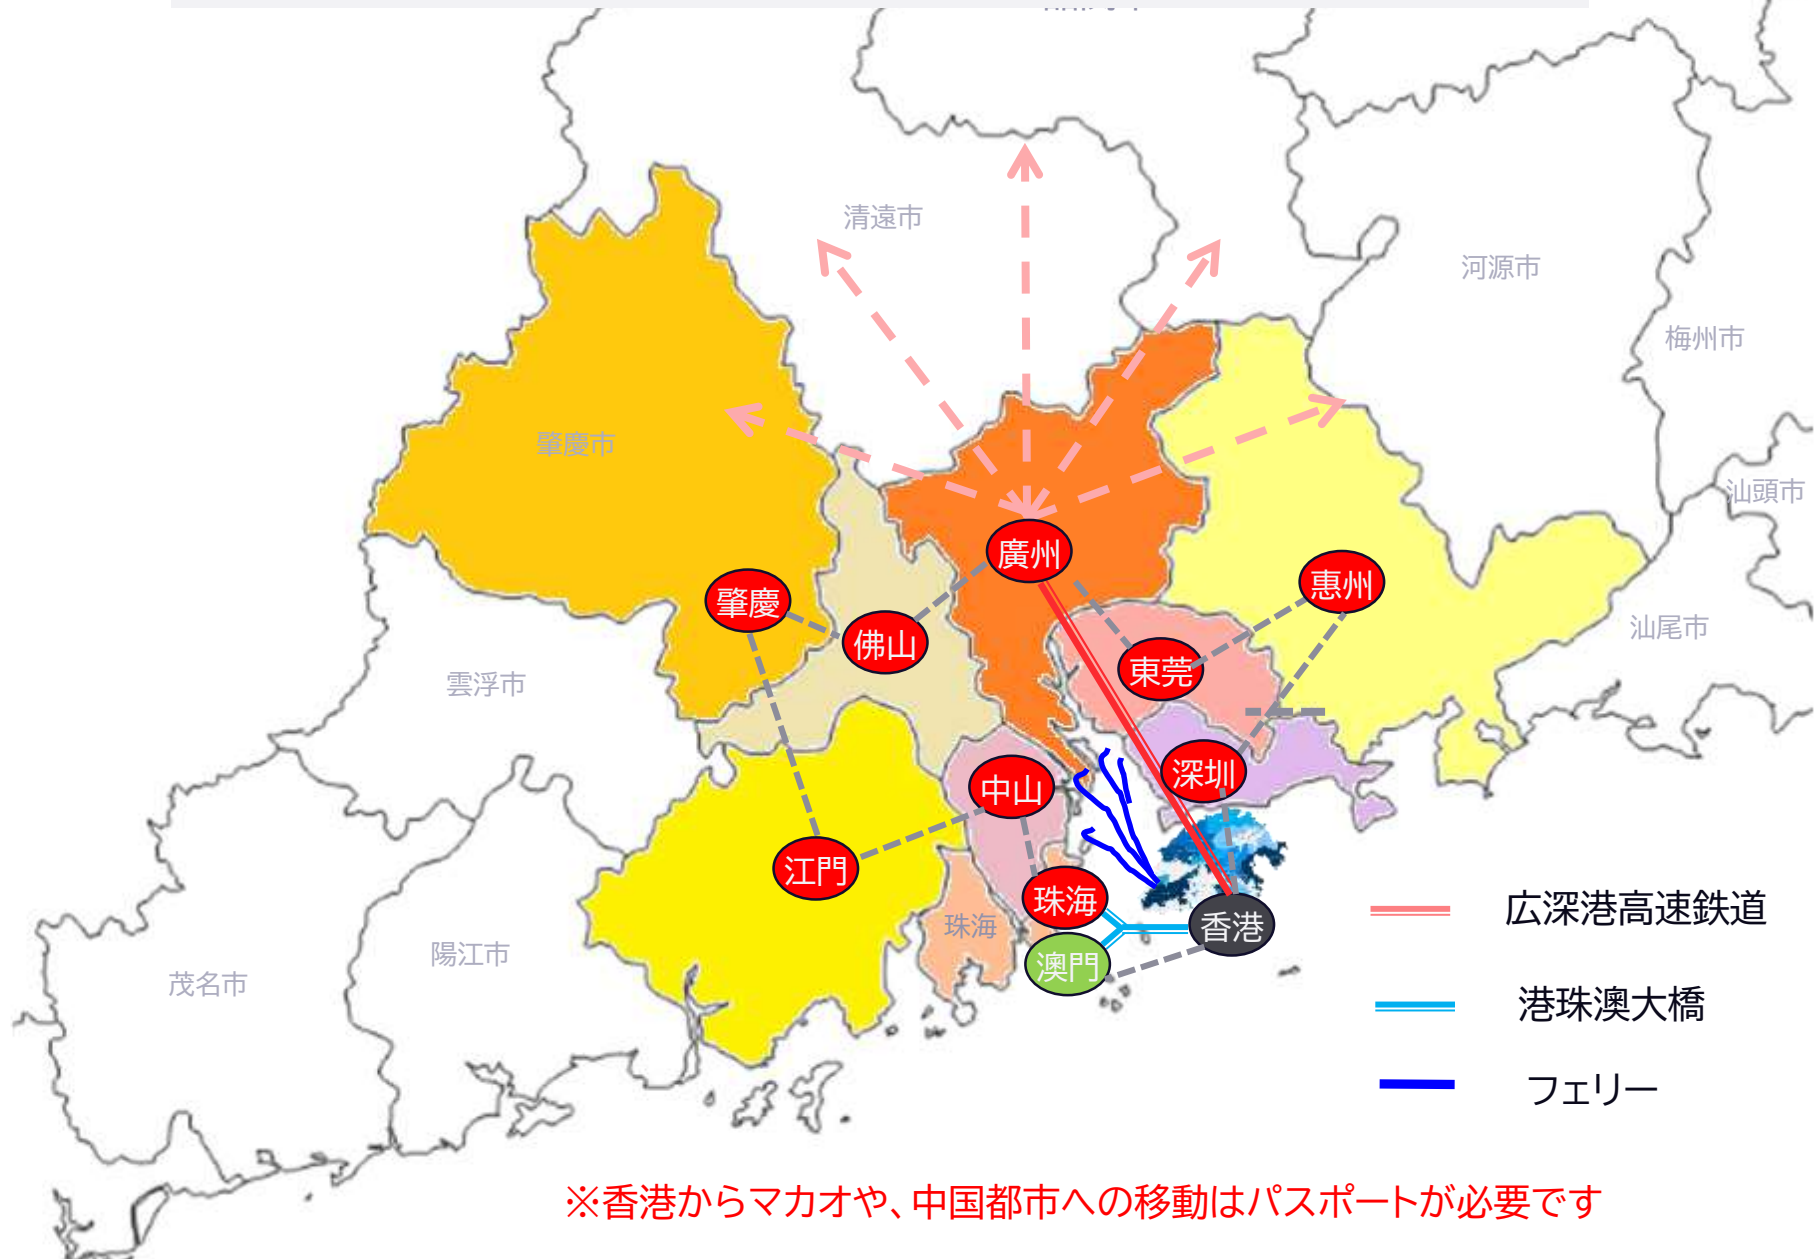 清遠市
河源市
梅州市
肇慶市
汕頭市
廣州
惠州
肇慶
佛山
東莞
汕尾市
雲浮市
深圳
中山
江門
珠海
香港
珠海
澳門
陽江市
茂名市
広深港高速鉄道
港珠澳大橋
フェリー
※香港からマカオや、中国都市への移動はパスポートが必要です